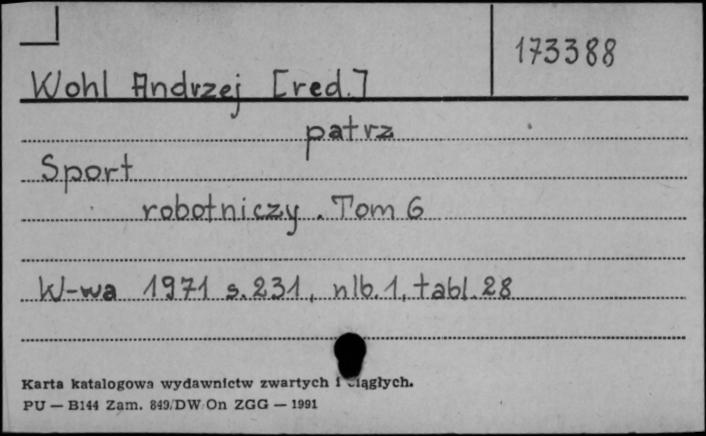 173388
Wohl Andrzej [red.]
patrz
Sport
robotniczy. Tom 6
W-wa 1971 s.231, nlb.1, tabl.28
Karta katalogowa wydawnictw zwartych i ciągłych.
PU — B144 Zam. 849/DW/On ZGG — 1991